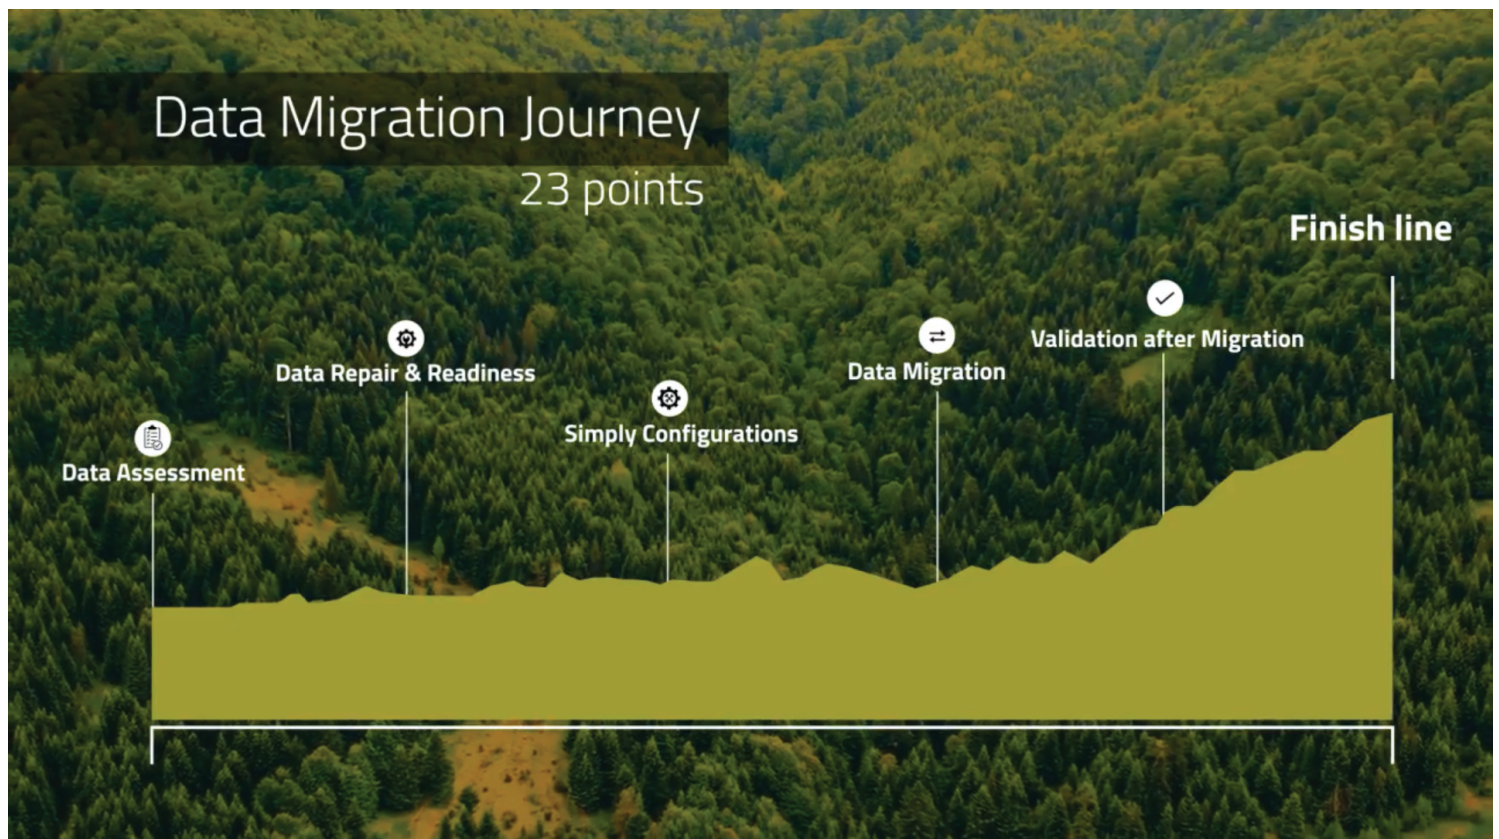 Data Migration Journey
23 points
Finish line
Validation after Migration
Data Repair & Readiness
Data Migration
Simply Configurations
Data Assessment